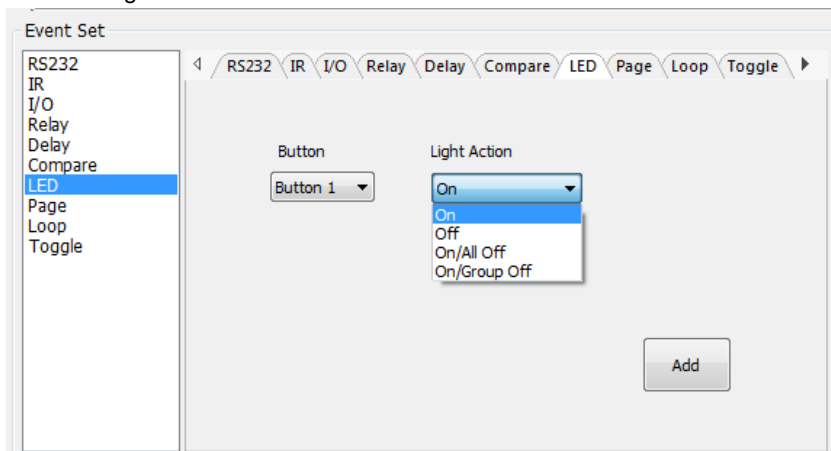 Event Set
RS232
IR
I/O
Relay
Delay
Compare
LED
Page
Loop
Toggle
RS232 IR I/O Relay Delay Compare LED Page Loop Toggle
Button Light Action
Button 1 On
On
Off
On/All Off
On/Group Off
Add